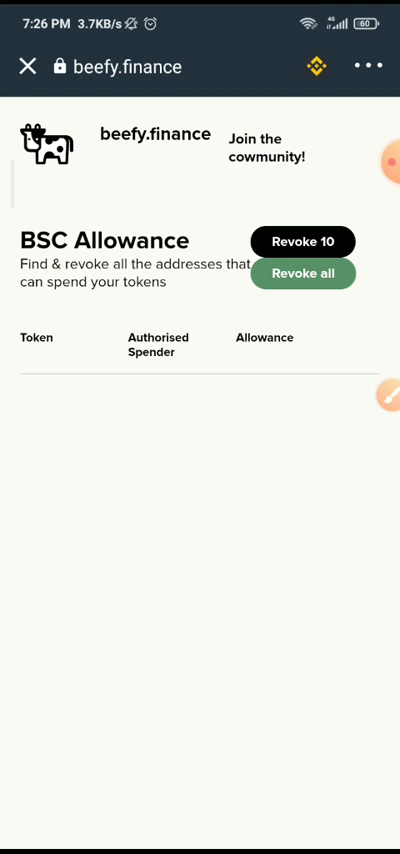 7:26 PM 3.7KB/s 4G 60
beefy.finance
beefy.finance
Join the
cowmunity!
BSC Allowance
Find & revoke all the addresses that
can spend your tokens
Revoke 10
Revoke all
Token Authorised Spender Allowance